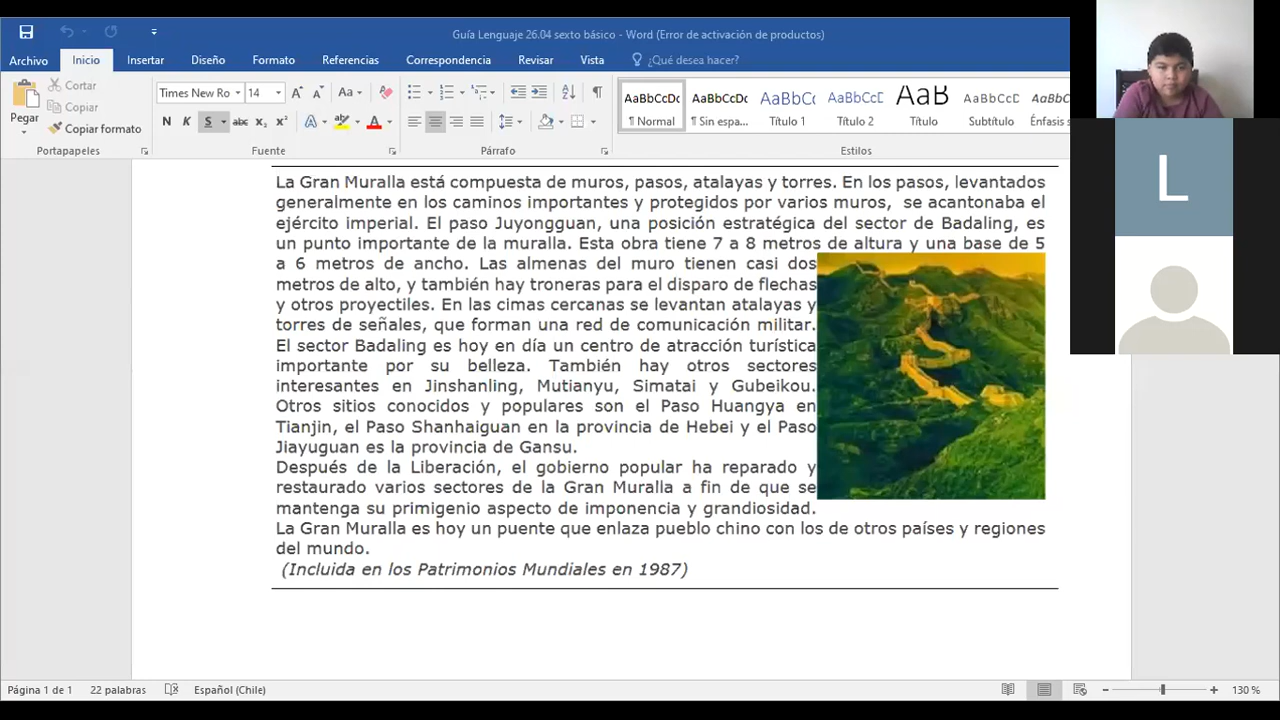 Guía Lenguaje 26.04 sexto básico - Word (Error de activación de productos)
Archivo Inicio Insertar Diseño Formato Referencias Correspondencia Revisar Vista ¿Qué desea hacer?
Pegar
Cortar
Copiar
Copiar formato
Portapapeles
Times New Ro 14
N K S abc x₂ x²
Fuente
Párrafo
AaBbCcDc AaBbCcDc AaBbCcD AaBbCcD AaB AaBbCcD AaBbCcD
¶ Normal ¶ Sin espa... Título 1 Título 2 Título Subtítulo Énfasis s
Estilos
La Gran Muralla está compuesta de muros, pasos, atalayas y torres. En los pasos, levantados
generalmente en los caminos importantes y protegidos por varios muros, se acantonaba el
ejército imperial. El paso Juyongguan, una posición estratégica del sector de Badaling, es
un punto importante de la muralla. Esta obra tiene 7 a 8 metros de altura y una base de 5
a 6 metros de ancho. Las almenas del muro tienen casi dos
metros de alto, y también hay troneras para el disparo de flechas
y otros proyectiles. En las cimas cercanas se levantan atalayas y
torres de señales, que forman una red de comunicación militar.
El sector Badaling es hoy en día un centro de atracción turística
importante por su belleza. También hay otros sectores
interesantes en Jinshanling, Mutianyu, Simatai y Gubeikou.
Otros sitios conocidos y populares son el Paso Huangya en
Tianjin, el Paso Shanhaiguan en la provincia de Hebei y el Paso
Jiayuguan es la provincia de Gansu.
Después de la Liberación, el gobierno popular ha reparado y
restaurado varios sectores de la Gran Muralla a fin de que se
mantenga su primigenio aspecto de imponencia y grandiosidad.
La Gran Muralla es hoy un puente que enlaza pueblo chino con los de otros países y regiones
del mundo.
(Incluida en los Patrimonios Mundiales en 1987)
L
Página 1 de 1 22 palabras Español (Chile) 130 %